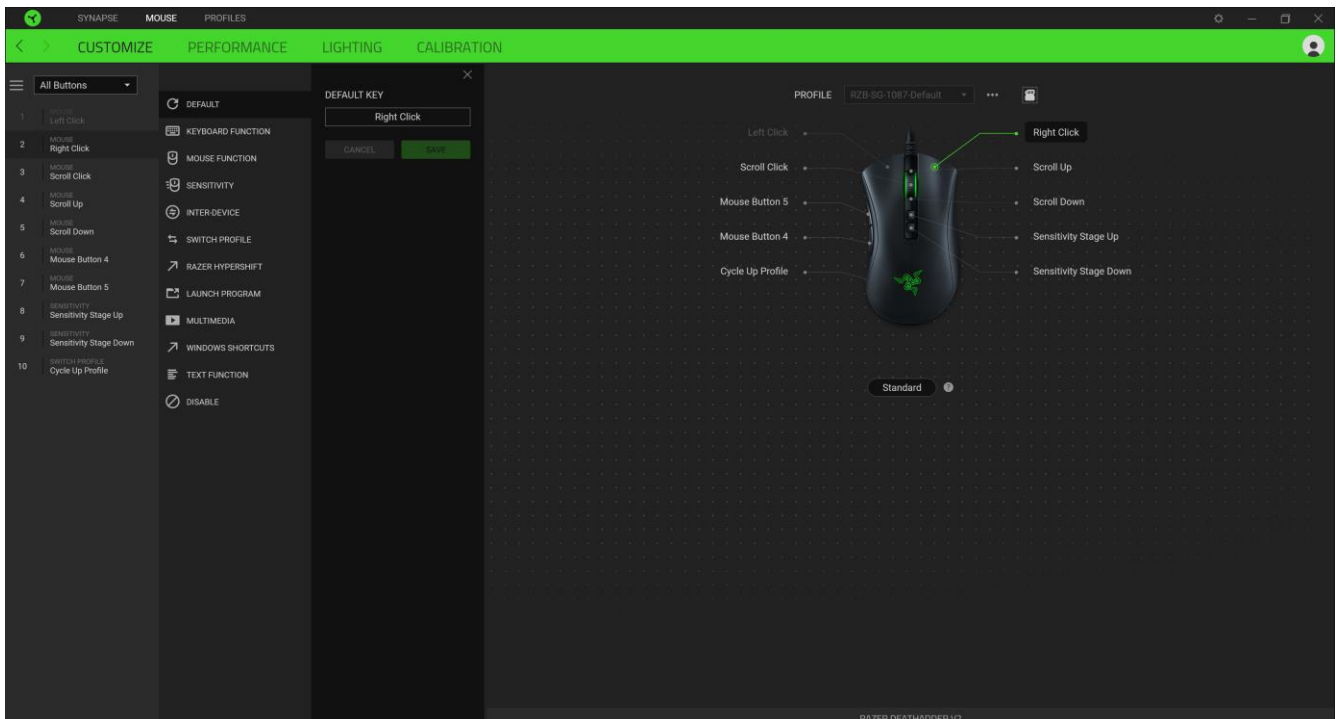 SYNAPSE MOUSE PROFILES
CUSTOMIZE PERFORMANCE LIGHTING CALIBRATION
All Buttons
1 MOUSE
Left Click
2 MOUSE
Right Click
3 MOUSE
Scroll Click
4 MOUSE
Scroll Up
5 MOUSE
Scroll Down
6 MOUSE
Mouse Button 4
7 MOUSE
Mouse Button 5
8 SENSITIVITY
Sensitivity Stage Up
9 SENSITIVITY
Sensitivity Stage Down
10 SWITCH PROFILE
Cycle Up Profile
DEFAULT
KEYBOARD FUNCTION
MOUSE FUNCTION
SENSITIVITY
INTER-DEVICE
SWITCH PROFILE
RAZER HYPERSHIFT
LAUNCH PROGRAM
MULTIMEDIA
WINDOWS SHORTCUTS
TEXT FUNCTION
DISABLE
DEFAULT KEY
Right Click
CANCEL SAVE
PROFILE RZB-SG-1087-Default
Left Click
Scroll Click
Mouse Button 5
Mouse Button 4
Cycle Up Profile
Right Click
Scroll Up
Scroll Down
Sensitivity Stage Up
Sensitivity Stage Down
Standard ?
RAZER DEATHADDER V2